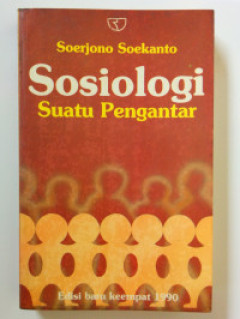 Soerjono Soekanto
Sosiologi
Suatu Pengantar
Edisi baru keempat 1990